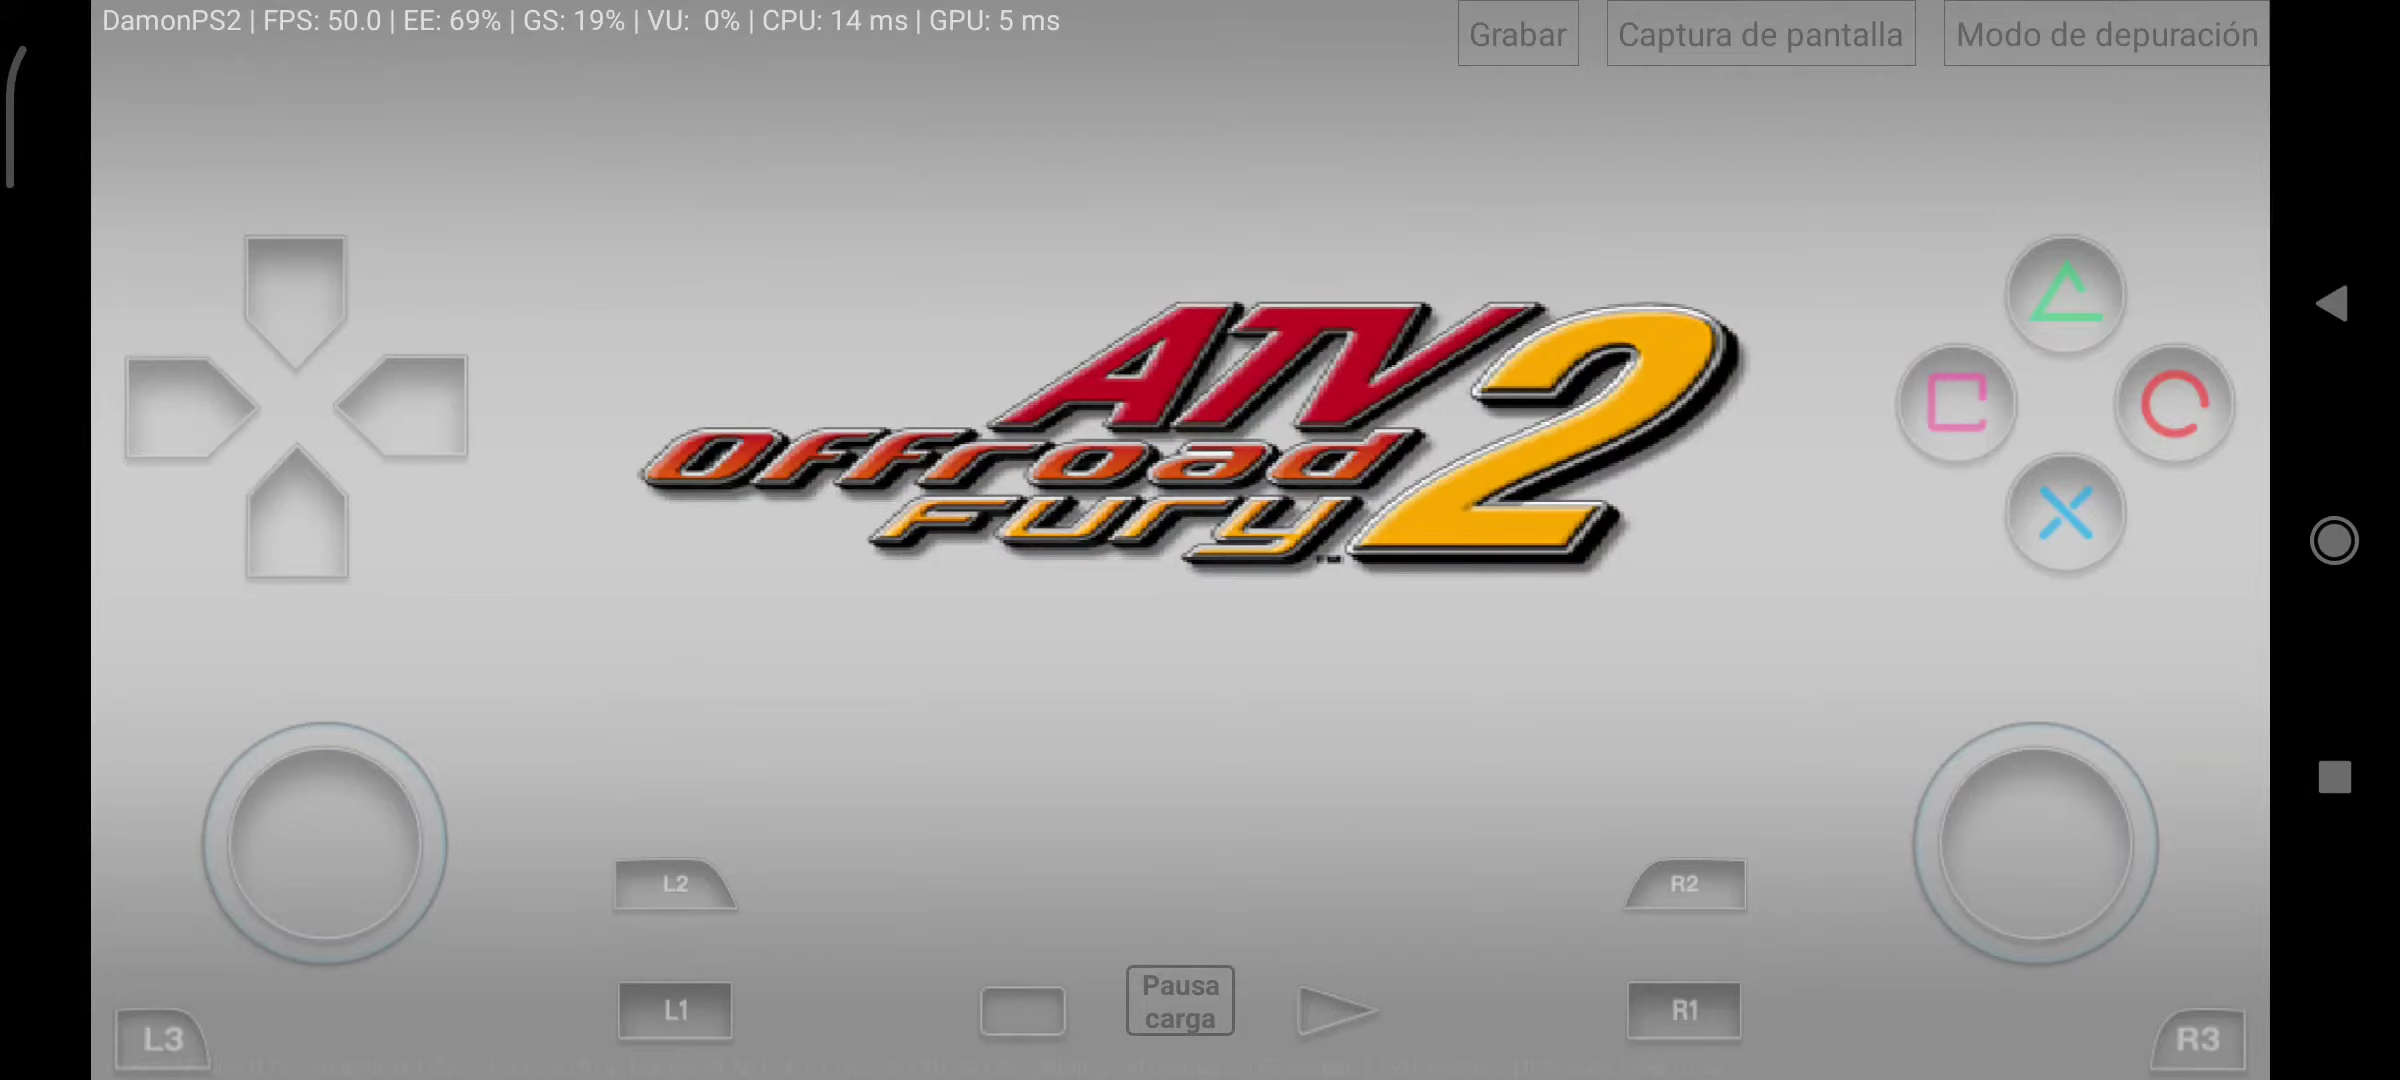 DamonPS2 | FPS: 50.0 | EE: 69% | GS: 19% | VU: 0% | CPU: 14 ms | GPU: 5 ms
Grabar
Captura de pantalla
Modo de depuración
ATV
Offroad
Fury™
2
L2
R2
L1
Pausa
carga
R1
L3
R3